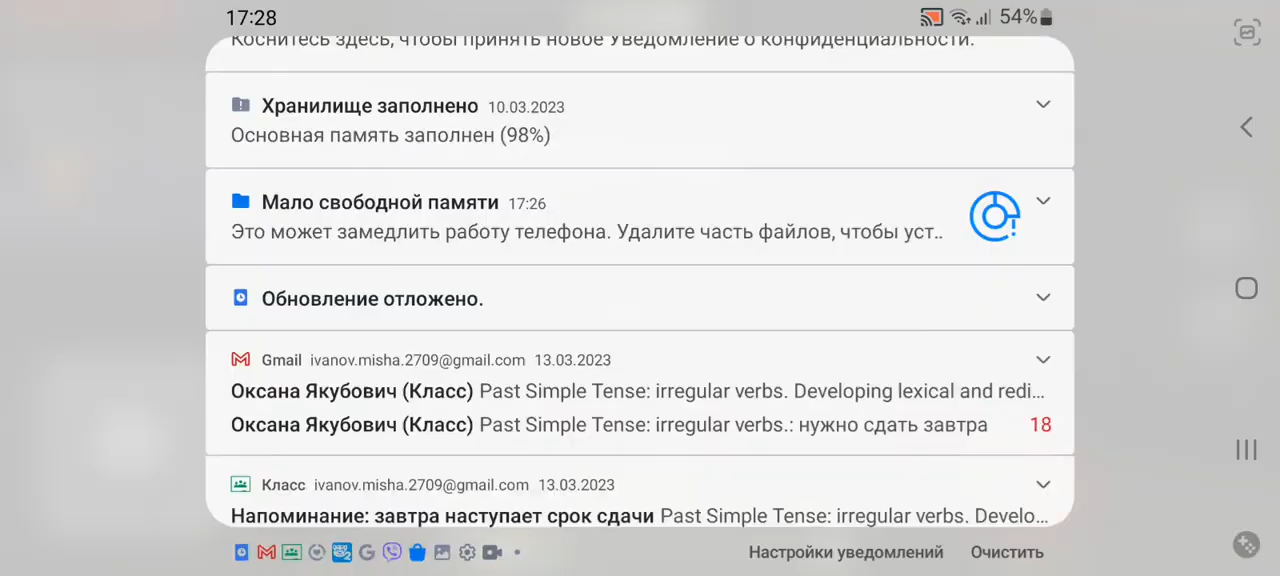 17:28
54%
Коснитесь здесь, чтобы принять новое Уведомление о конфиденциальности.
Хранилище заполнено 10.03.2023
Основная память заполнен (98%)
Мало свободной памяти 17:26
Это может замедлить работу телефона. Удалите часть файлов, чтобы уст..
Обновление отложено.
Gmail ivanov.misha.2709@gmail.com 13.03.2023
Оксана Якубович (Класс) Past Simple Tense: irregular verbs. Developing lexical and redi...
Оксана Якубович (Класс) Past Simple Tense: irregular verbs.: нужно сдать завтра 18
Класс ivanov.misha.2709@gmail.com 13.03.2023
Напоминание: завтра наступает срок сдачи Past Simple Tense: irregular verbs. Develo...
Настройки уведомлений Очистить